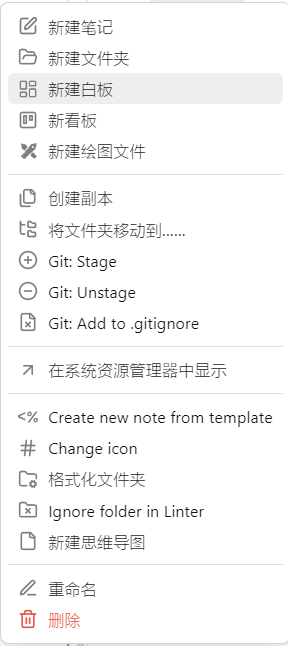 新建笔记
新建文件夹
新建白板
新看板
新建绘图文件
创建副本
将文件夹移动到......
Git: Stage
Git: Unstage
Git: Add to .gitignore
在系统资源管理器中显示
<% Create new note from template
Change icon
格式化文件夹
Ignore folder in Linter
新建思维导图
重命名
删除